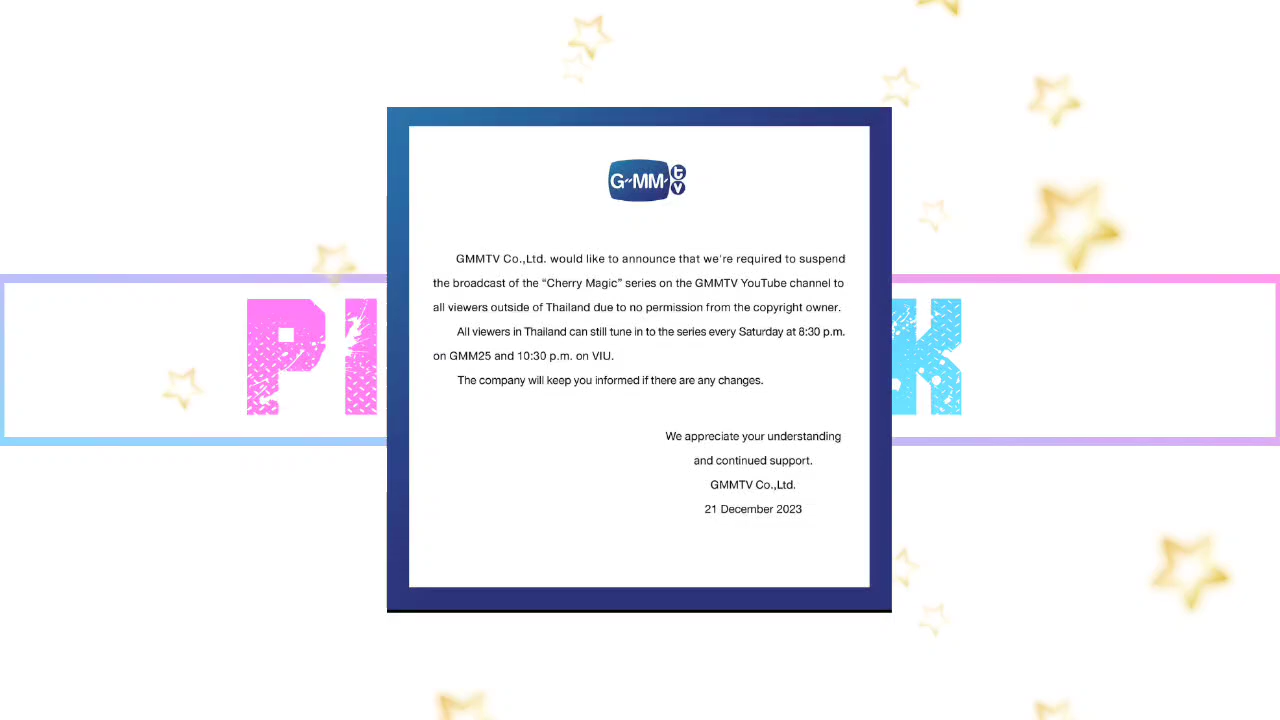 G~MM~ tv
GMMTV Co.,Ltd. would like to announce that we're required to suspend
the broadcast of the “Cherry Magic” series on the GMMTV YouTube channel to
all viewers outside of Thailand due to no permission from the copyright owner.
All viewers in Thailand can still tune in to the series every Saturday at 8:30 p.m.
on GMM25 and 10:30 p.m. on VIU.
The company will keep you informed if there are any changes.
We appreciate your understanding
and continued support.
GMMTV Co.,Ltd.
21 December 2023